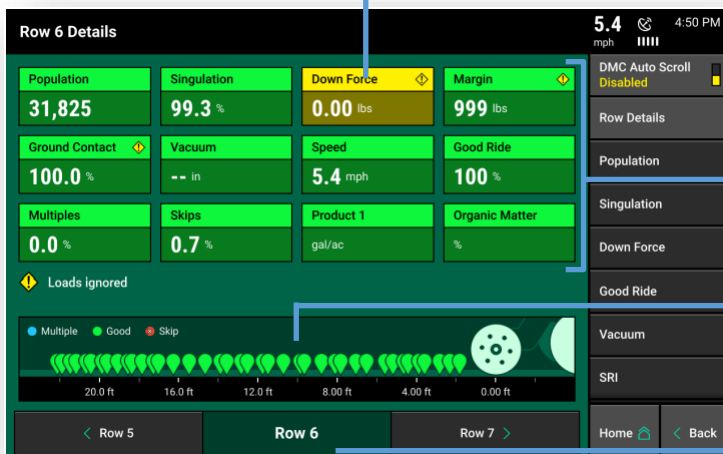 Row 6 Details
5.4 mph
4:50 PM
Population
31,825
Singulation
99.3 %
Down Force
0.00 lbs
Margin
999 lbs
Ground Contact
100.0 %
Vacuum
-- in
Speed
5.4 mph
Good Ride
100 %
Multiples
0.0 %
Skips
0.7 %
Product 1
gal/ac
Organic Matter
%
Loads ignored
Multiple Good Skip
20.0 ft 16.0 ft 12.0 ft 8.00 ft 4.00 ft 0.00 ft
< Row 5
Row 6
Row 7 >
DMC Auto Scroll
Disabled
Row Details
Population
Singulation
Down Force
Good Ride
Vacuum
SRI
Home
< Back